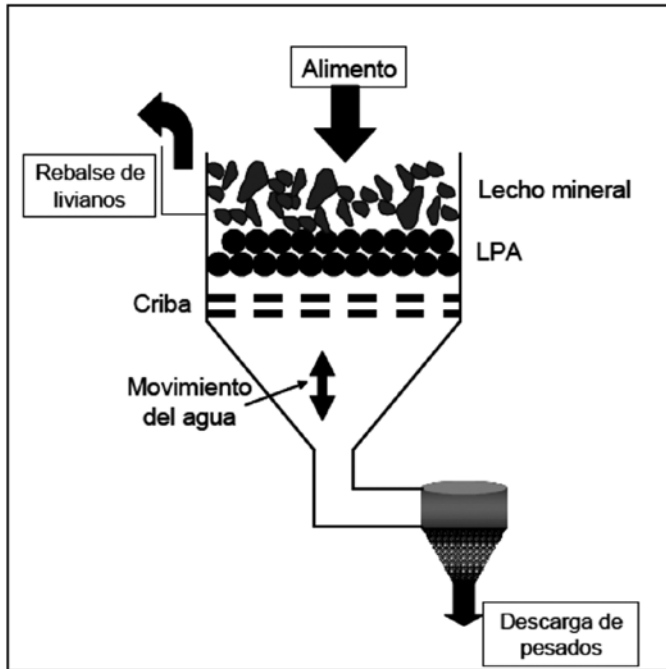 Alimento
Rebalse de
livianos
Lecho mineral
LPA
Criba
Movimiento
del agua
Descarga de
pesados